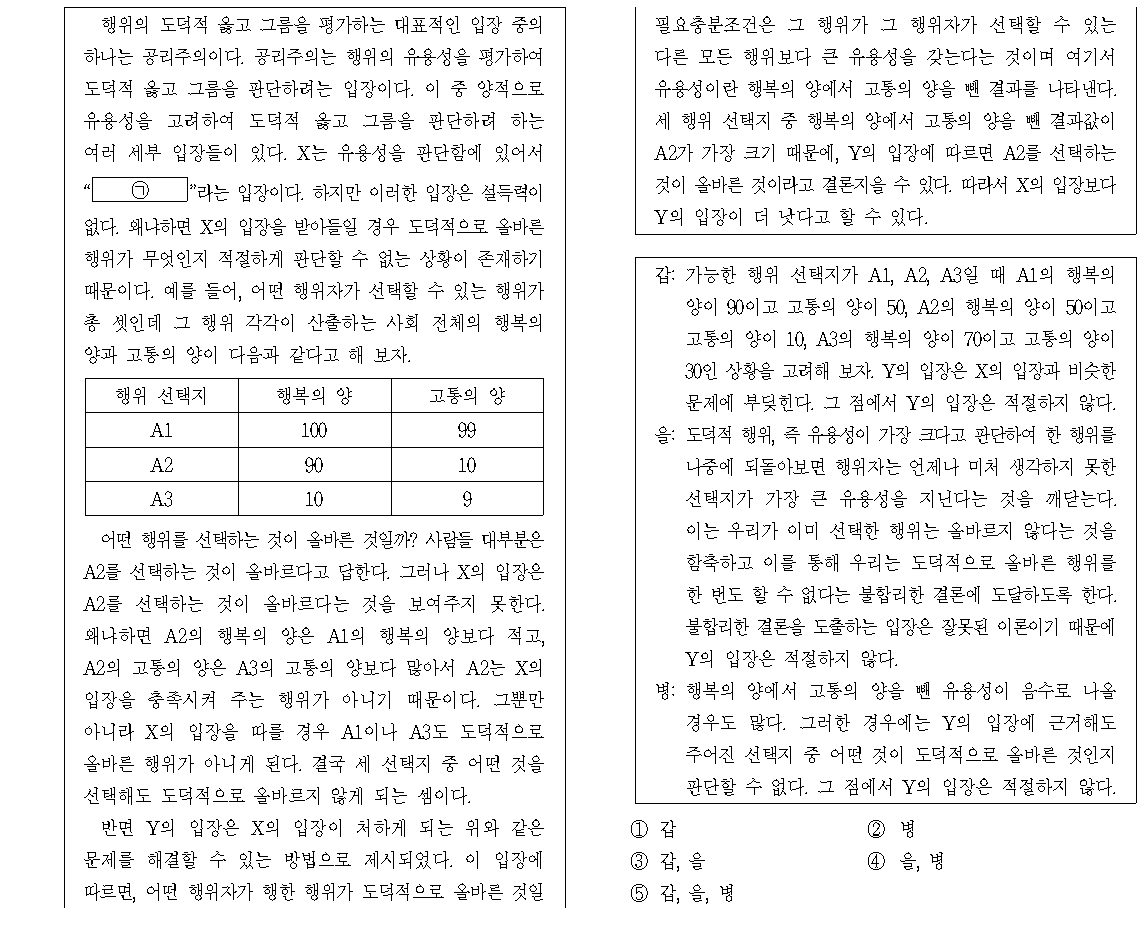 행위의 도덕적 옳고 그름을 평가하는 대표적인 입장 중의
하나는 공리주의이다. 공리주의는 행위의 유용성을 평가하여
도덕적 옳고 그름을 판단하려는 입장이다. 이 중 양적으로
유용성을 고려하여 도덕적 옳고 그름을 판단하려 하는
여러 세부 입장들이 있다. X는 유용성을 판단함에 있어서
“ ㉠ ”라는 입장이다. 하지만 이러한 입장은 설득력이
없다. 왜냐하면 X의 입장을 받아들일 경우 도덕적으로 올바른
행위가 무엇인지 적절하게 판단할 수 없는 상황이 존재하기
때문이다. 예를 들어, 어떤 행위자가 선택할 수 있는 행위가
총 셋인데 그 행위 각각이 산출하는 사회 전체의 행복의
양과 고통의 양이 다음과 같다고 해 보자.
행위 선택지 행복의 양 고통의 양
A1 100 99
A2 90 10
A3 10 9
어떤 행위를 선택하는 것이 올바른 것일까? 사람들 대부분은
A2를 선택하는 것이 올바르다고 답한다. 그러나 X의 입장은
A2를 선택하는 것이 올바르다는 것을 보여주지 못한다.
왜냐하면 A2의 행복의 양은 A1의 행복의 양보다 적고,
A2의 고통의 양은 A3의 고통의 양보다 많아서 A2는 X의
입장을 충족시켜 주는 행위가 아니기 때문이다. 그뿐만
아니라 X의 입장을 따를 경우 A1이나 A3도 도덕적으로
올바른 행위가 아니게 된다. 결국 세 선택지 중 어떤 것을
선택해도 도덕적으로 올바르지 않게 되는 셈이다.
반면 Y의 입장은 X의 입장이 처하게 되는 위와 같은
문제를 해결할 수 있는 방법으로 제시되었다. 이 입장에
따르면, 어떤 행위자가 행한 행위가 도덕적으로 올바른 것일
필요충분조건은 그 행위가 그 행위자가 선택할 수 있는
다른 모든 행위보다 큰 유용성을 갖는다는 것이며 여기서
유용성이란 행복의 양에서 고통의 양을 뺀 결과를 나타낸다.
세 행위 선택지 중 행복의 양에서 고통의 양을 뺀 결과값이
A2가 가장 크기 때문에, Y의 입장에 따르면 A2를 선택하는
것이 올바른 것이라고 결론지을 수 있다. 따라서 X의 입장보다
Y의 입장이 더 낫다고 할 수 있다.
갑: 가능한 행위 선택지가 A1, A2, A3일 때 A1의 행복의
양이 90이고 고통의 양이 50, A2의 행복의 양이 50이고
고통의 양이 10, A3의 행복의 양이 70이고 고통의 양이
30인 상황을 고려해 보자. Y의 입장은 X의 입장과 비슷한
문제에 부딪힌다. 그 점에서 Y의 입장은 적절하지 않다.
을: 도덕적 행위, 즉 유용성이 가장 크다고 판단하여 한 행위를
나중에 되돌아보면 행위자는 언제나 미처 생각하지 못한
선택지가 가장 큰 유용성을 지닌다는 것을 깨닫는다.
이는 우리가 이미 선택한 행위는 올바르지 않다는 것을
함축하고 이를 통해 우리는 도덕적으로 올바른 행위를
한 번도 할 수 없다는 불합리한 결론에 도달하도록 한다.
불합리한 결론을 도출하는 입장은 잘못된 이론이기 때문에
Y의 입장은 적절하지 않다.
병: 행복의 양에서 고통의 양을 뺀 유용성이 음수로 나올
경우도 많다. 그러한 경우에는 Y의 입장에 근거해도
주어진 선택지 중 어떤 것이 도덕적으로 올바른 것인지
판단할 수 없다. 그 점에서 Y의 입장은 적절하지 않다.
① 갑 ② 병
③ 갑, 을 ④ 을, 병
⑤ 갑, 을, 병